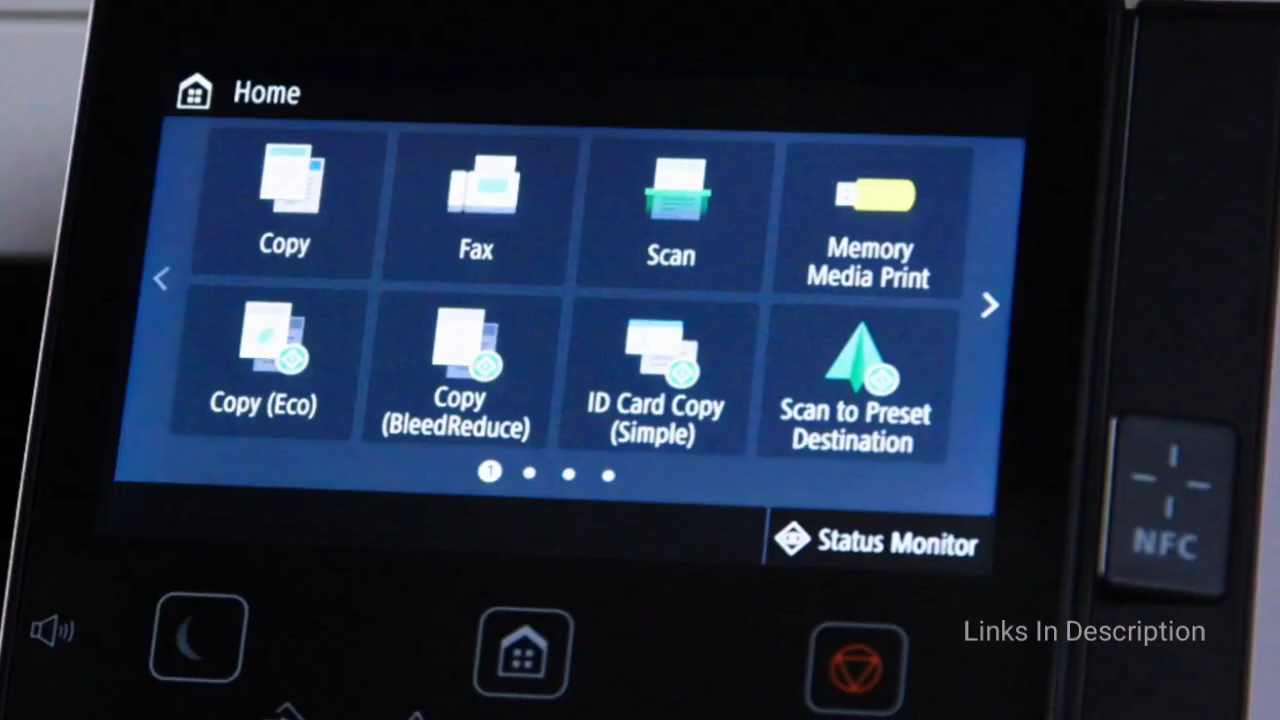 Home
Copy
Fax
Scan
Memory
Media Print
Copy (Eco)
Copy
(BleedReduce)
ID Card Copy
(Simple)
Scan to Preset
Destination
1
Status Monitor
NFC
Links In Description